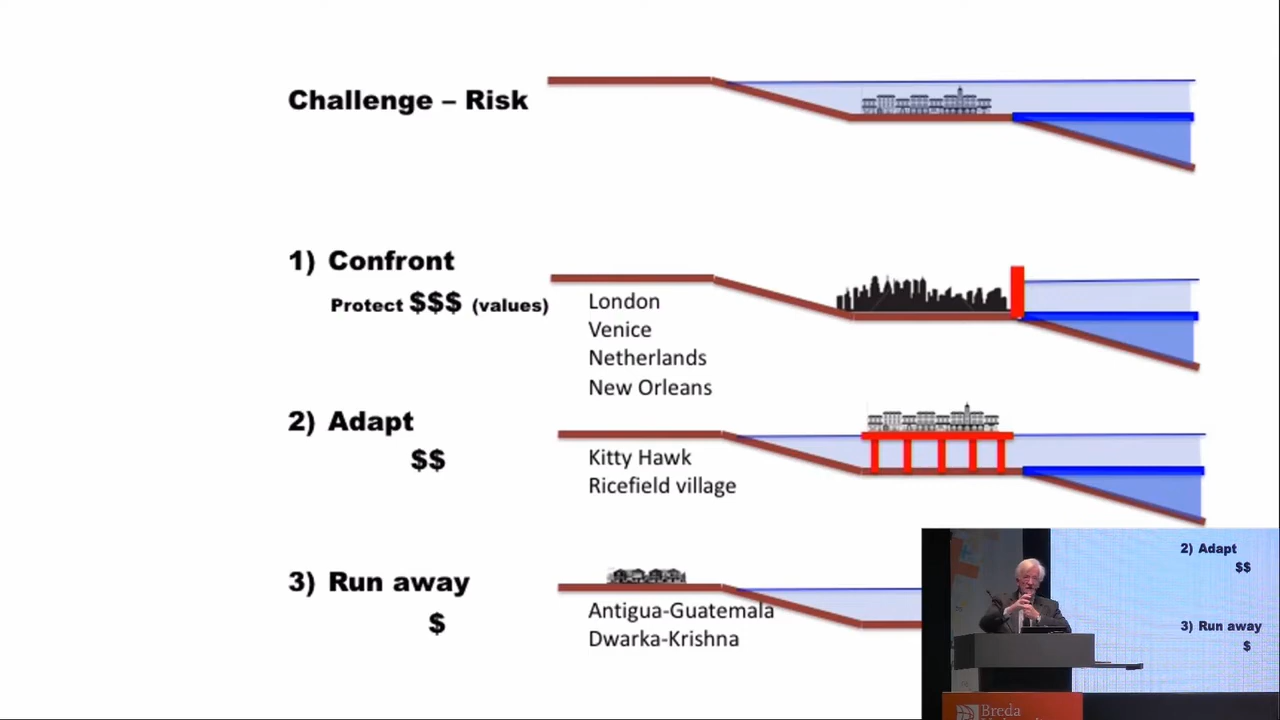 Challenge – Risk
1) Confront
Protect $$$ (values)
London
Venice
Netherlands
New Orleans
2) Adapt
$$
Kitty Hawk
Ricefield village
3) Run away
$
Antigua-Guatemala
Dwarka-Krishna
2) Adapt
$$
3) Run away
$
Breda